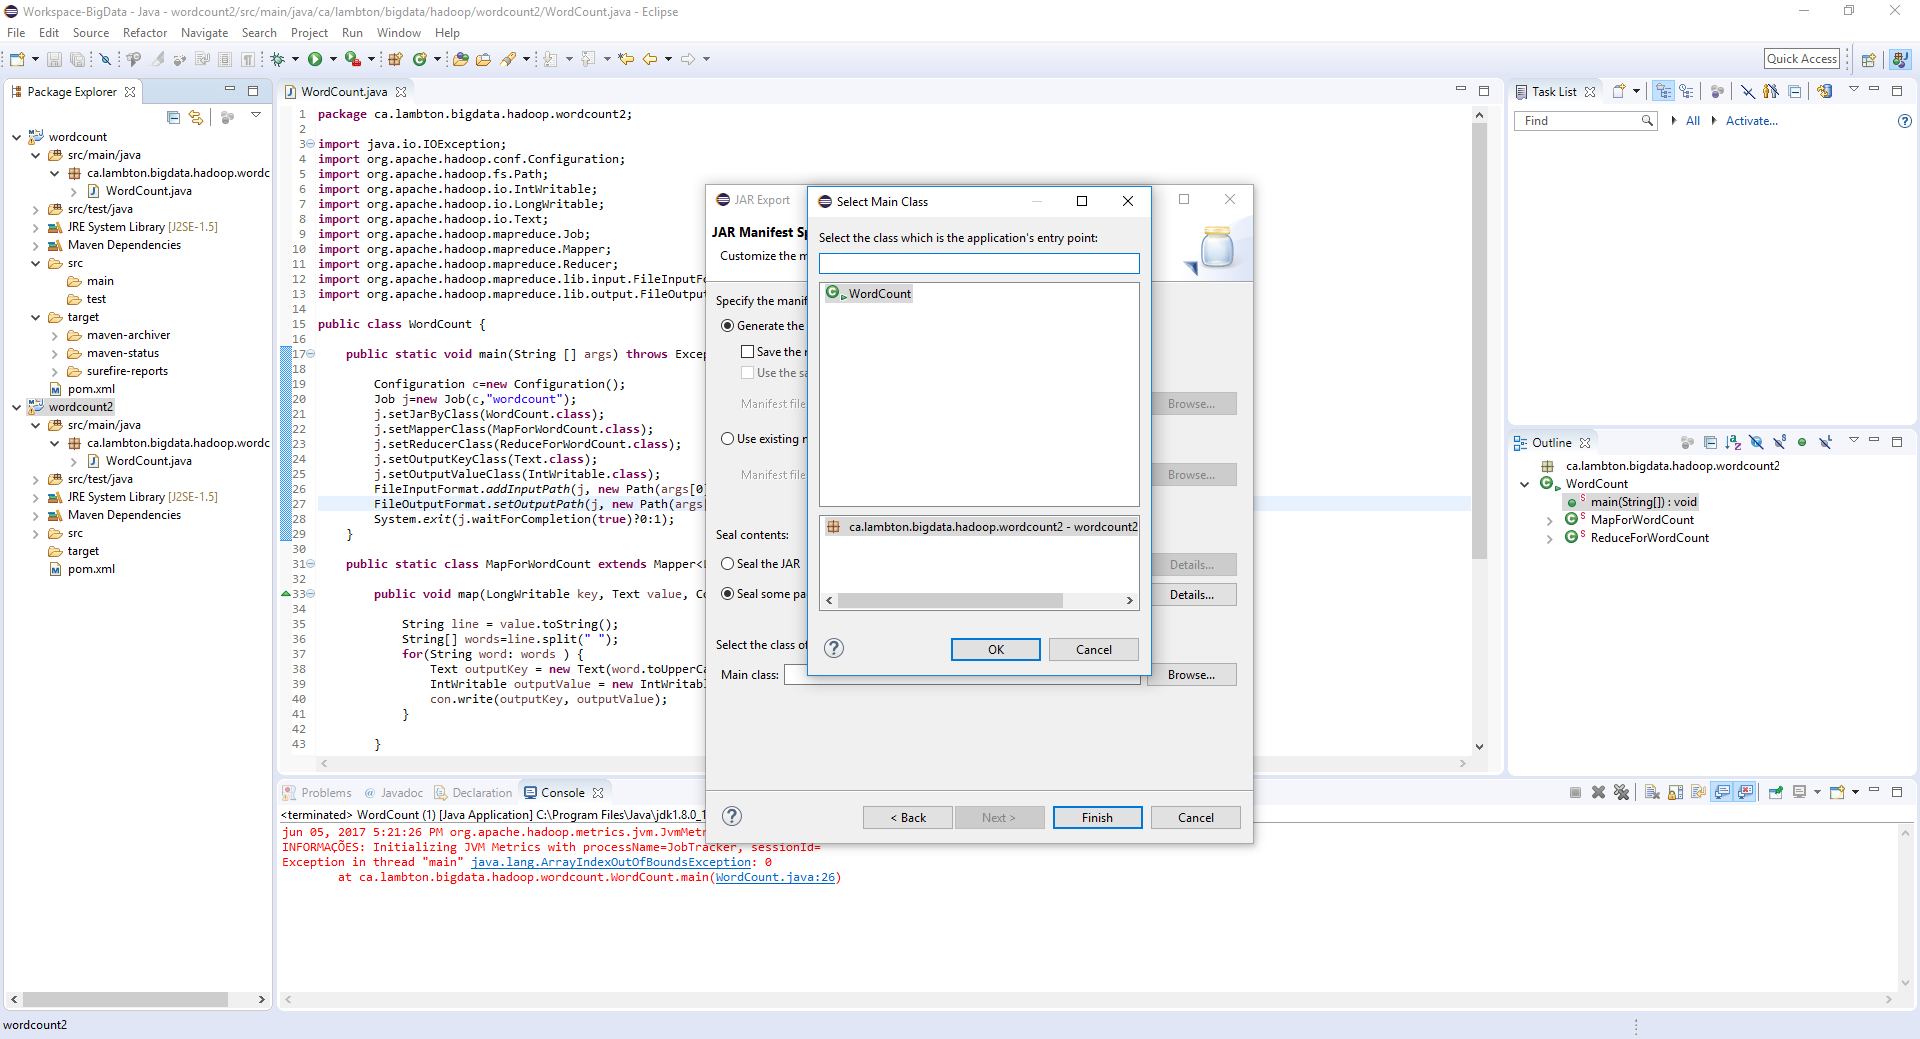 Workspace-BigData - Java - wordcount2/src/main/java/ca/lambton/bigdata/hadoop/wordcount2/WordCount.java - Eclipse
File Edit Source Refactor Navigate Search Project Run Window Help
Quick Access
Package Explorer
wordcount
src/main/java
ca.lambton.bigdata.hadoop.wordc
WordCount.java
src/test/java
JRE System Library [J2SE-1.5]
Maven Dependencies
src
main
test
target
maven-archiver
maven-status
surefire-reports
pom.xml
wordcount2
src/main/java
ca.lambton.bigdata.hadoop.wordc
WordCount.java
src/test/java
JRE System Library [J2SE-1.5]
Maven Dependencies
src
target
pom.xml
WordCount.java
1 package ca.lambton.bigdata.hadoop.wordcount2;
2
3 import java.io.IOException;
4 import org.apache.hadoop.conf.Configuration;
5 import org.apache.hadoop.fs.Path;
6 import org.apache.hadoop.io.IntWritable;
7 import org.apache.hadoop.io.LongWritable;
8 import org.apache.hadoop.io.Text;
9 import org.apache.hadoop.mapreduce.Job;
10 import org.apache.hadoop.mapreduce.Mapper;
11 import org.apache.hadoop.mapreduce.Reducer;
12 import org.apache.hadoop.mapreduce.lib.input.FileInputFo
13 import org.apache.hadoop.mapreduce.lib.output.FileOutput
14
15 public class WordCount {
16
17 public static void main(String [] args) throws Excep
18
19 Configuration c=new Configuration();
20 Job j=new Job(c,"wordcount");
21 j.setJarByClass(WordCount.class);
22 j.setMapperClass(MapForWordCount.class);
23 j.setReducerClass(ReduceForWordCount.class);
24 j.setOutputKeyClass(Text.class);
25 j.setOutputValueClass(IntWritable.class);
26 FileInputFormat.addInputPath(j, new Path(args[0]
27 FileOutputFormat.setOutputPath(j, new Path(args[
28 System.exit(j.waitForCompletion(true)?0:1);
29 }
30
31 public static class MapForWordCount extends Mapper<
32
33 public void map(LongWritable key, Text value, Co
34
35 String line = value.toString();
36 String[] words=line.split(" ");
37 for(String word: words ) {
38 Text outputKey = new Text(word.toUpperCa
39 IntWritable outputValue = new IntWritabl
40 con.write(outputKey, outputValue);
41 }
42
43 }
JAR Export
JAR Manifest Sp
Customize the m
Specify the manif
Generate the
Save the
Use the sa
Manifest file
Browse...
Use existing
Manifest file
Browse...
Seal contents:
Seal the JAR
Details...
Seal some pa
Details...
Select the class of
Main class:
Browse...
< Back
Next >
Finish
Cancel
Select Main Class
Select the class which is the application's entry point:
WordCount
ca.lambton.bigdata.hadoop.wordcount2 - wordcount2
OK
Cancel
Task List
Find
All
Activate...
Outline
ca.lambton.bigdata.hadoop.wordcount2
WordCount
main(String[]) : void
MapForWordCount
ReduceForWordCount
Problems @ Javadoc Declaration Console
<terminated> WordCount (1) [Java Application] C:\Program Files\Java\jdk1.8.0_1
jun 05, 2017 5:21:26 PM org.apache.hadoop.metrics.jvm.JvmMetr
INFORMAÇÕES: Initializing JVM Metrics with processName=JobTracker, sessionId=
Exception in thread "main" java.lang.ArrayIndexOutOfBoundsException: 0
at ca.lambton.bigdata.hadoop.wordcount.WordCount.main(WordCount.java:26)
wordcount2